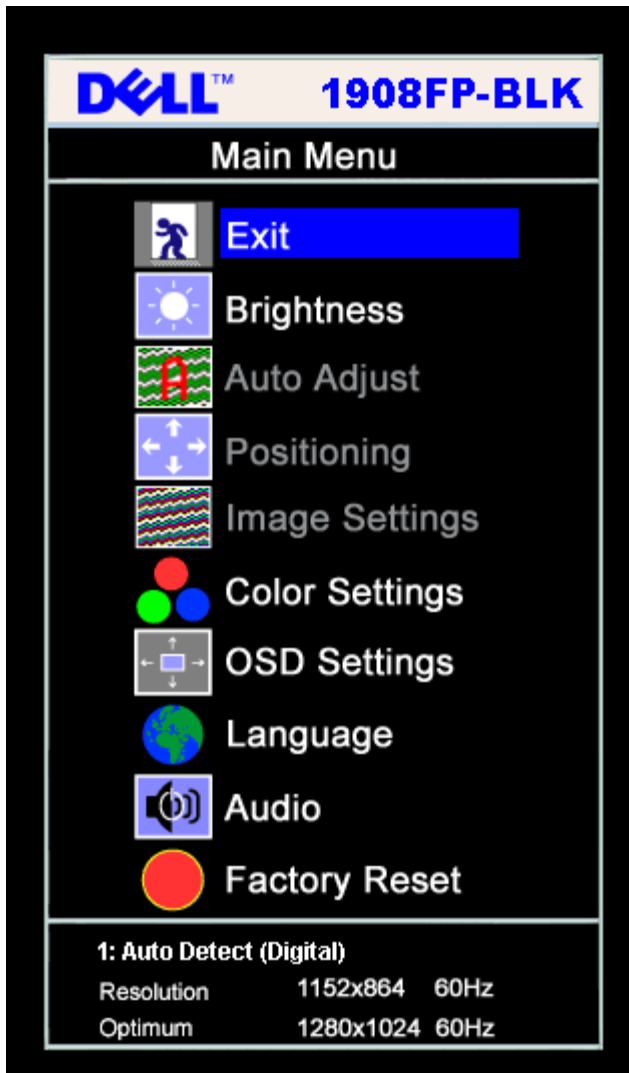 DELL™ 1908FP-BLK
Main Menu
Exit
Brightness
Auto Adjust
Positioning
Image Settings
Color Settings
OSD Settings
Language
Audio
Factory Reset
1: Auto Detect (Digital)
Resolution 1152x864 60Hz
Optimum 1280x1024 60Hz